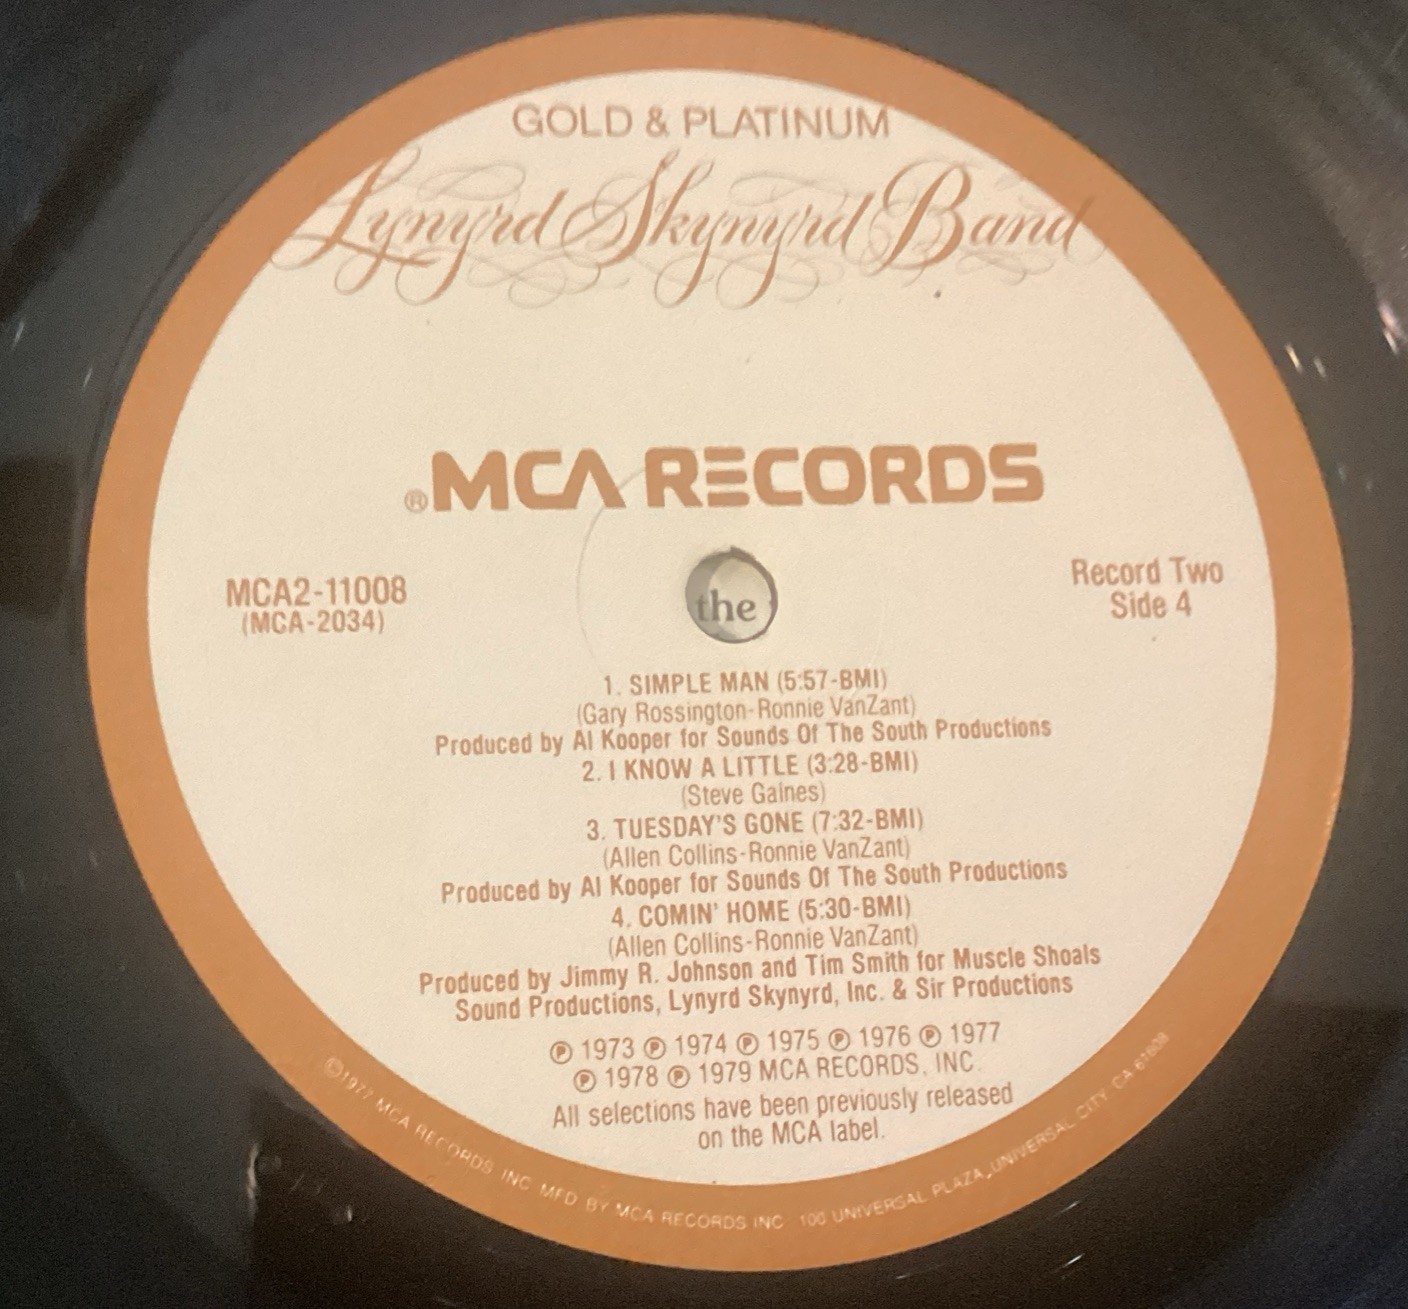 GOLD & PLATINUM
Lynyrd Skynyrd Band
®MCA RECORDS
MCA2-11008
(MCA-2034)
Record Two
Side 4
the
1. SIMPLE MAN (5:57-BMI)
(Gary Rossington-Ronnie VanZant)
Produced by Al Kooper for Sounds Of The South Productions
2. I KNOW A LITTLE (3:28-BMI)
(Steve Gaines)
3. TUESDAY'S GONE (7:32-BMI)
(Allen Collins-Ronnie VanZant)
Produced by Al Kooper for Sounds Of The South Productions
4. COMIN' HOME (5:30-BMI)
(Allen Collins-Ronnie VanZant)
Produced by Jimmy R. Johnson and Tim Smith for Muscle Shoals
Sound Productions, Lynyrd Skynyrd, Inc. & Sir Productions
℗ 1973 ℗ 1974 ℗ 1975 ℗ 1976 ℗ 1977
℗ 1978 ℗ 1979 MCA RECORDS, INC.
All selections have been previously released
on the MCA label.
©1977 MCA RECORDS INC MFD BY MCA RECORDS INC 100 UNIVERSAL PLAZA, UNIVERSAL CITY, CA 91608